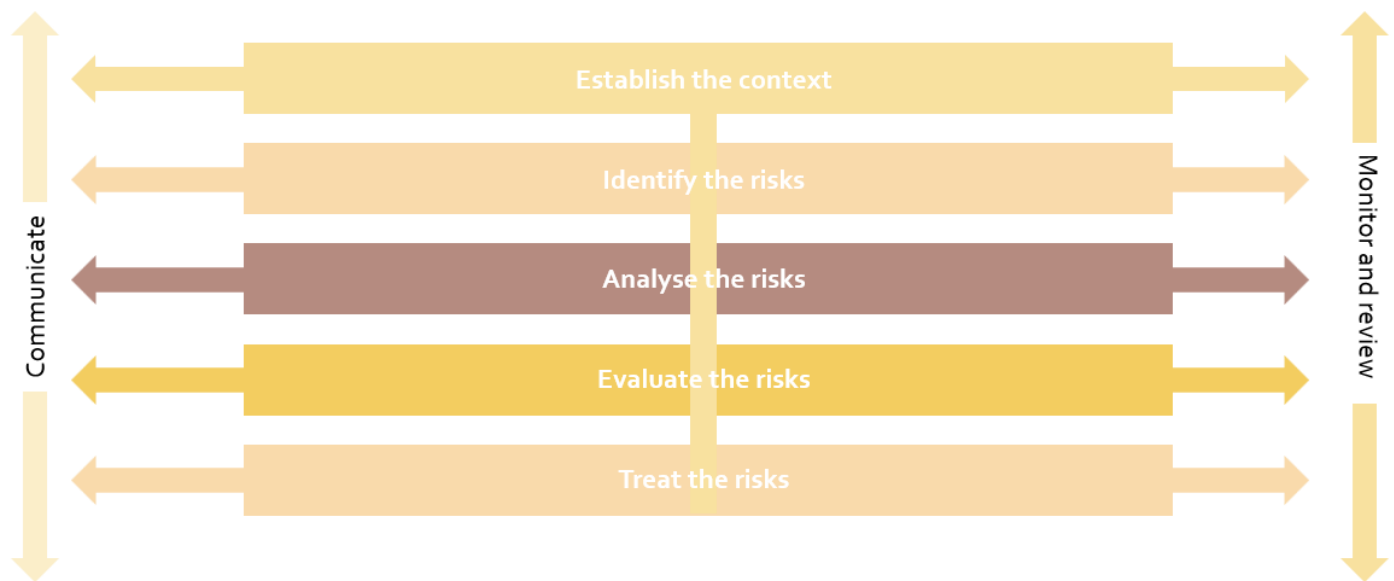 Establish the context
Identify the risks
Analyse the risks
Evaluate the risks
Treat the risks
Communicate
Monitor and review